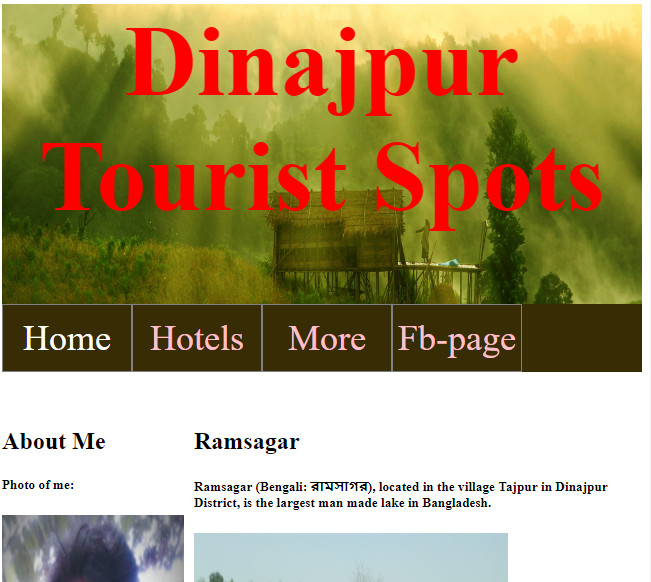 Dinajpur
Tourist Spots
Home Hotels More Fb-page
About Me
Photo of me:
Ramsagar
Ramsagar (Bengali: রামসাগর), located in the village Tajpur in Dinajpur
District, is the largest man made lake in Bangladesh.